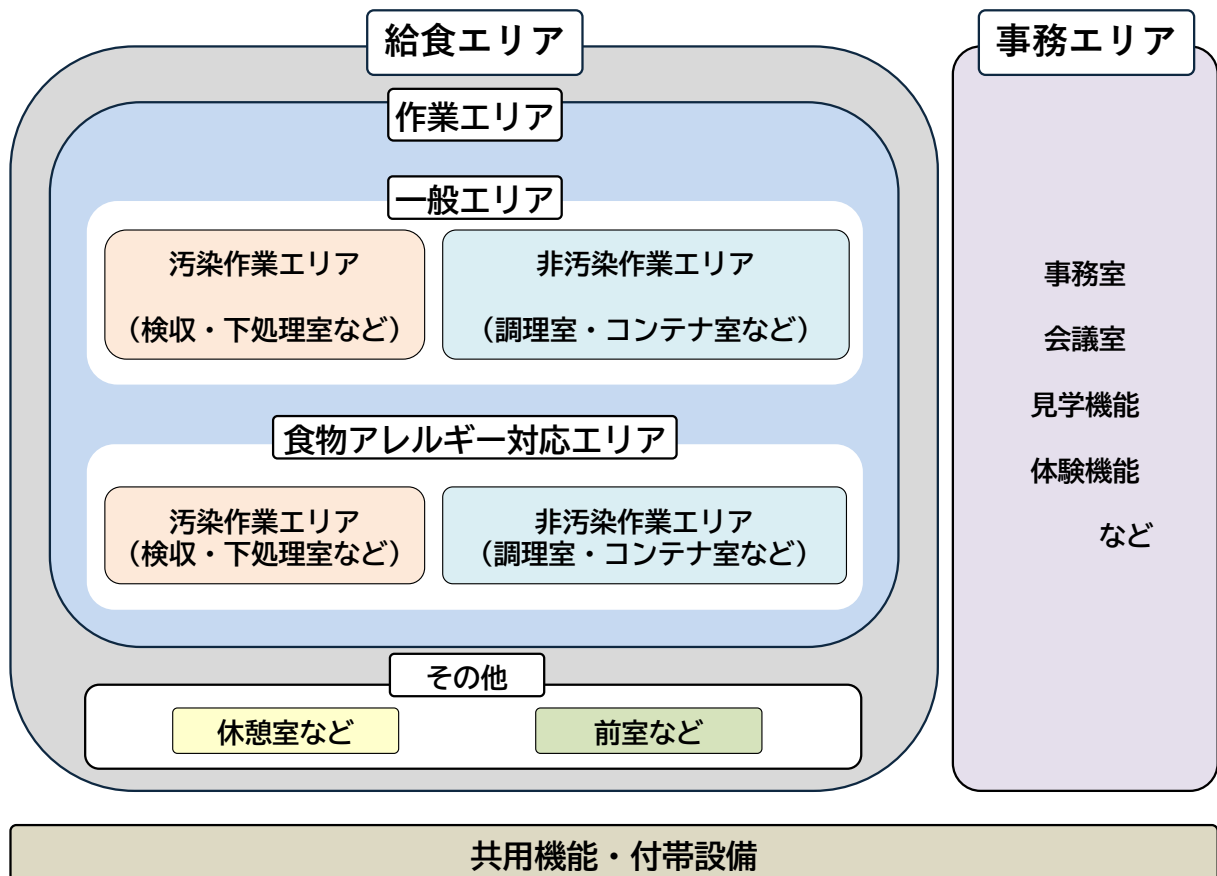 給食エリア
作業エリア
一般エリア
汚染作業エリア
（検収・下処理室など）
非汚染作業エリア
（調理室・コンテナ室など）
食物アレルギー対応エリア
汚染作業エリア
（検収・下処理室など）
非汚染作業エリア
（調理室・コンテナ室など）
その他
休憩室など
前室など
事務エリア
事務室
会議室
見学機能
体験機能
など
共用機能・付帯設備